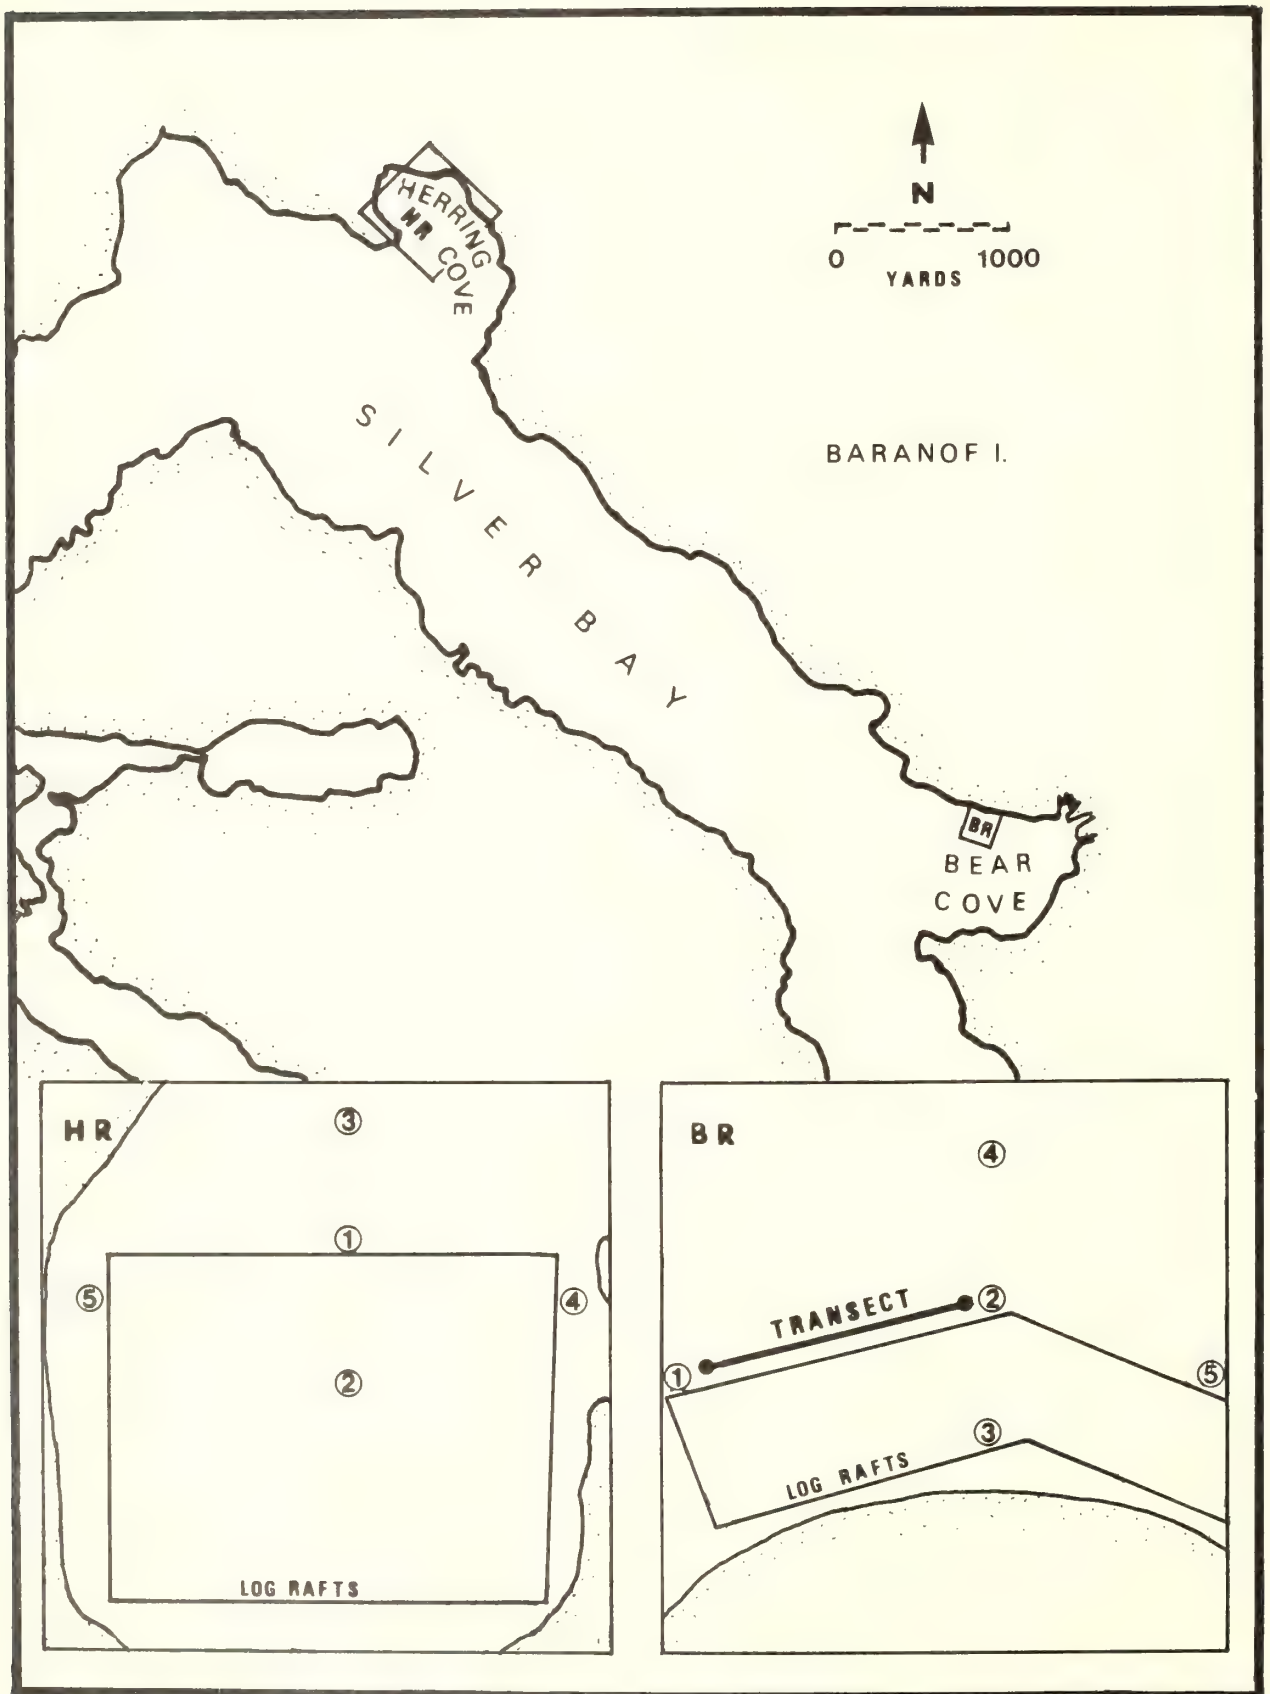 N
0 1000
YARDS
HERRING
HR COVE
SILVER BAY
BARANOF I.
BR
BEAR
COVE
HR
3
1
5
4
2
LOG RAFTS
BR
4
TRANSECT
2
1
5
3
LOG RAFTS